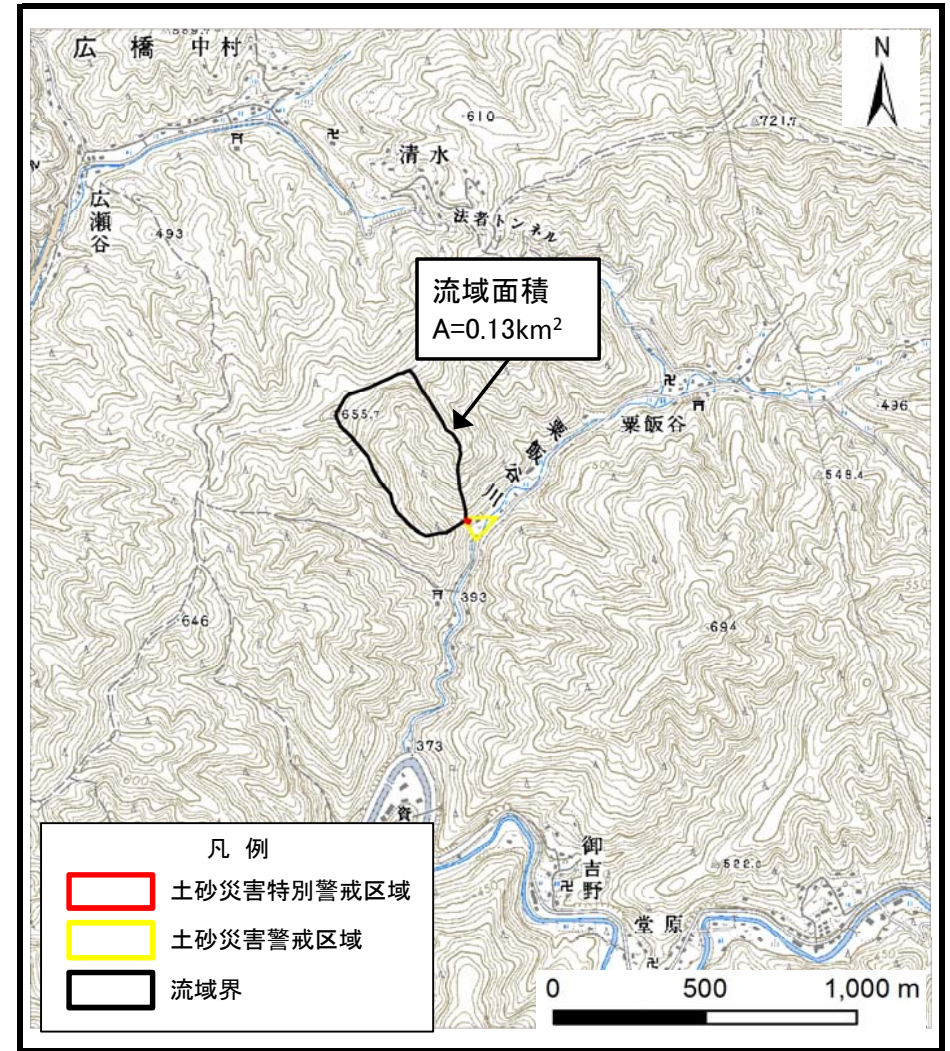 広橋 中村
N
·610
△721.7
清水
広瀬谷
法者トンネル
·493
流域面積
A=0.13km²
655.7
粟飯谷
·496
粟飯谷川
△548.4
393
·646
·694
·373
資
御吉野
堂原
凡 例
土砂災害特別警戒区域
土砂災害警戒区域
流域界
0 500 1,000 m